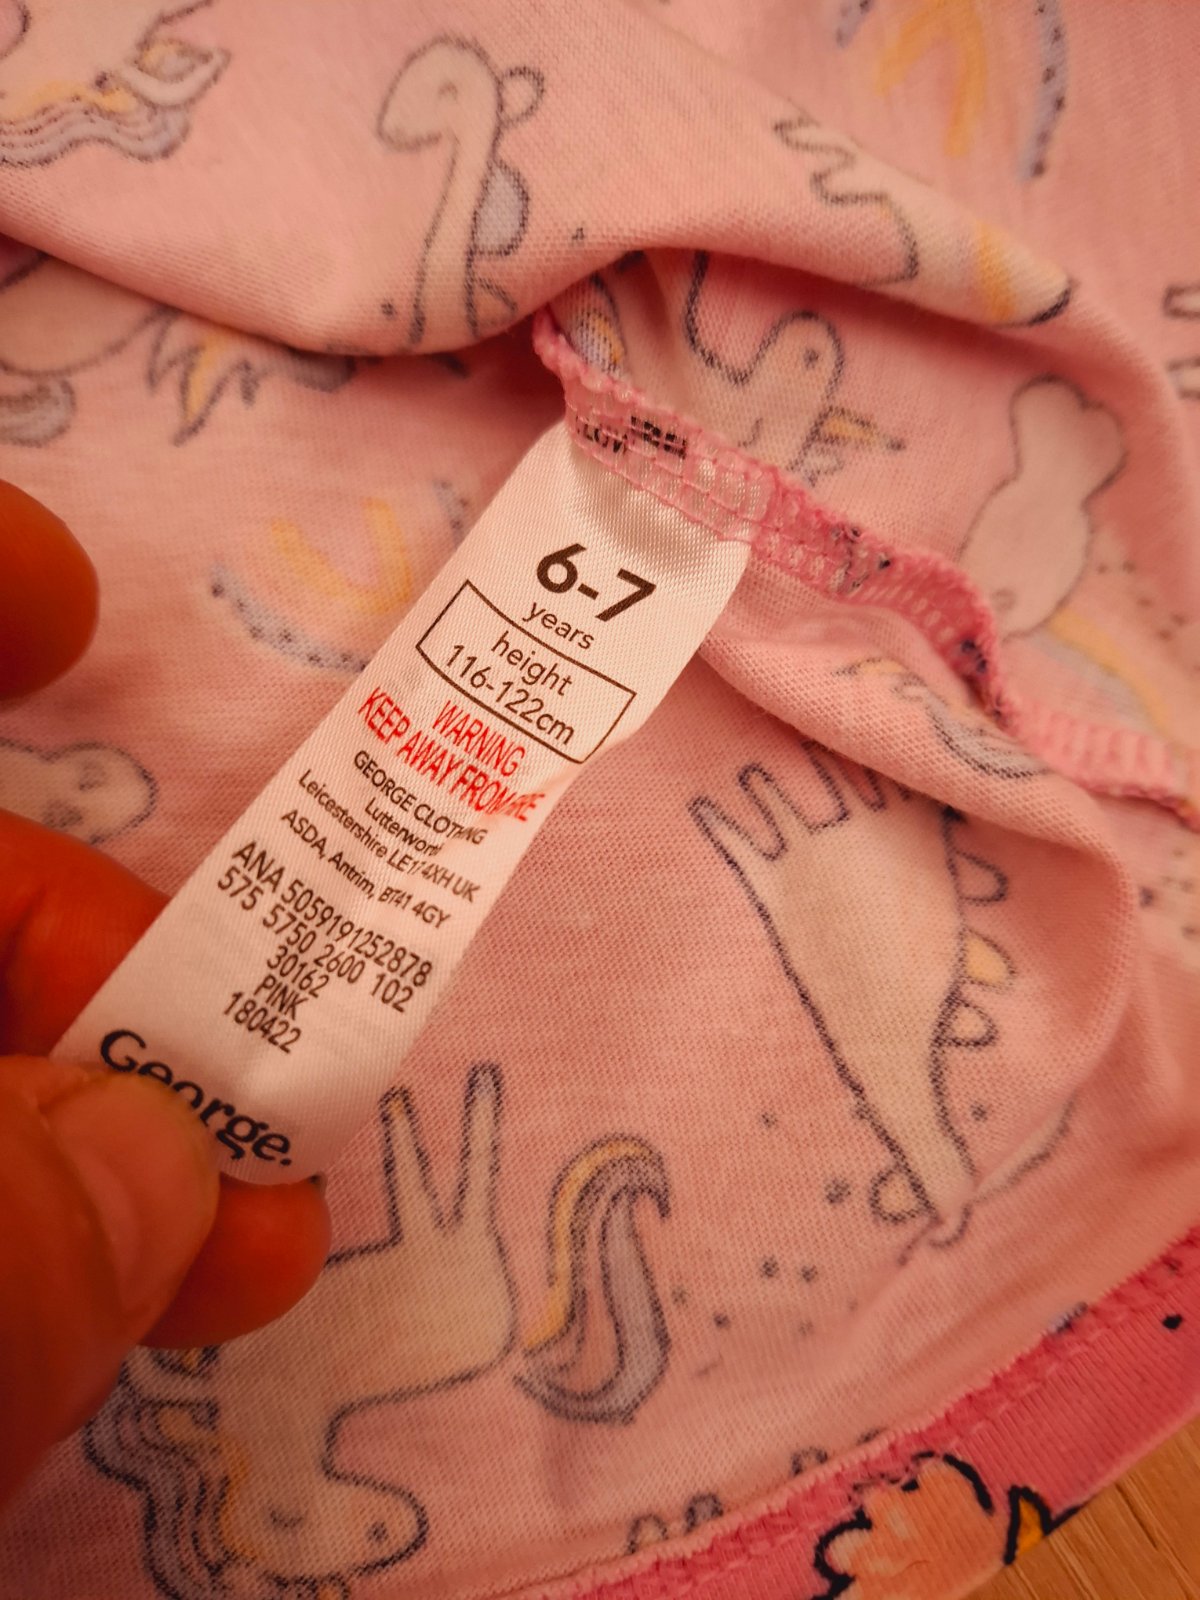 6-7
years
height
116-122cm
WARNING
KEEP AWAY FROM
GEORGE CLOTHING
Lutterworth
Leicestershire LE17 4XH UK
ASDA, Antrim, BT41 4GY
ANA 5059191252878
575 5750 2600 102
30162
PINK
180422
George.